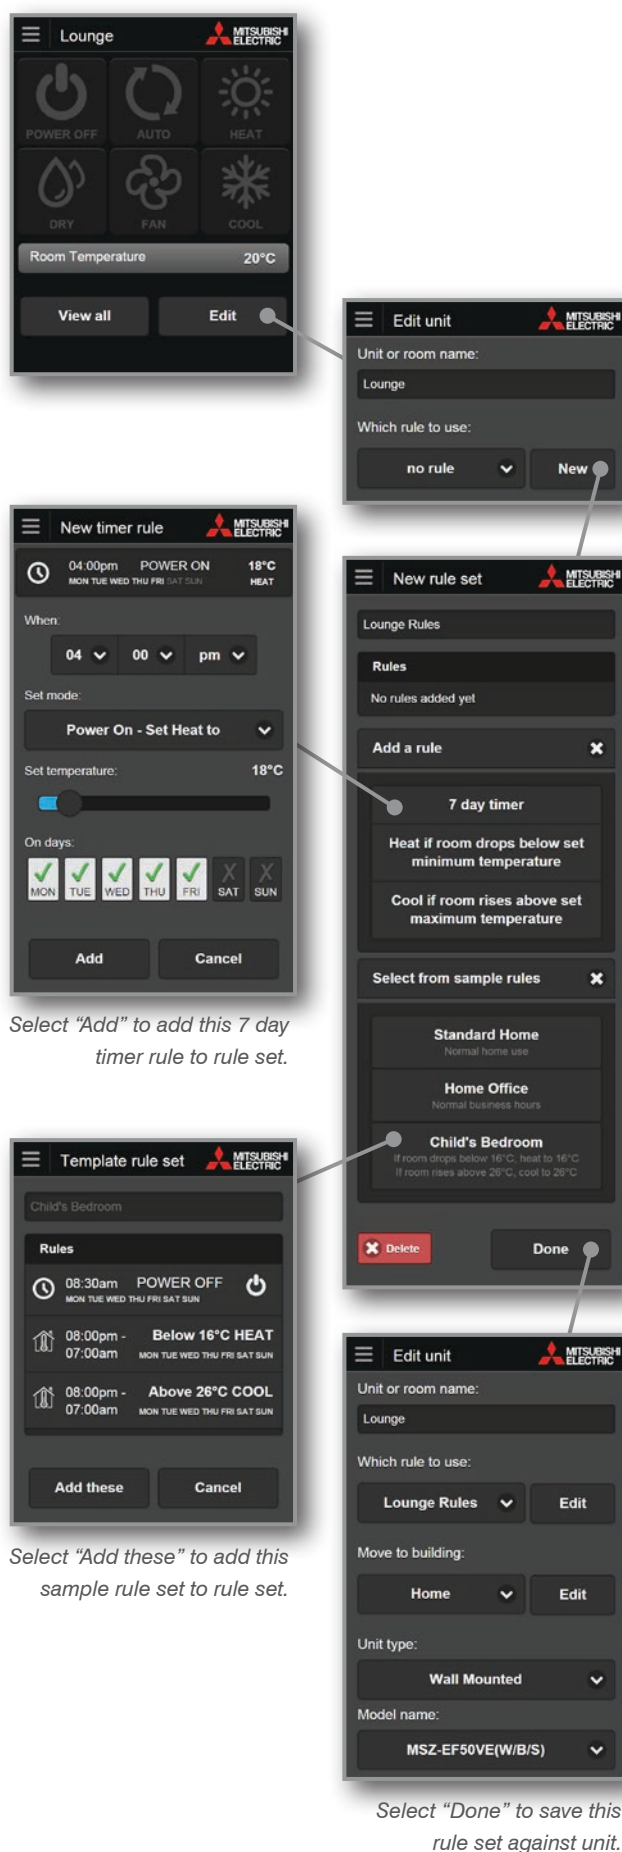 Lounge
MITSUBISHI
ELECTRIC
POWER OFF
AUTO
HEAT
DRY
FAN
COOL
Room Temperature 20°C
View all
Edit
Edit unit
MITSUBISHI
ELECTRIC
Unit or room name:
Lounge
Which rule to use:
no rule
New
New timer rule
MITSUBISHI
ELECTRIC
04:00pm POWER ON 18°C
MON TUE WED THU FRI SAT SUN HEAT
When:
04 00 pm
Set mode:
Power On - Set Heat to
Set temperature: 18°C
On days:
MON TUE WED THU FRI SAT SUN
Add
Cancel
Select “Add” to add this 7 day
timer rule to rule set.
New rule set
MITSUBISHI
ELECTRIC
Lounge Rules
Rules
No rules added yet
Add a rule
7 day timer
Heat if room drops below set
minimum temperature
Cool if room rises above set
maximum temperature
Select from sample rules
Standard Home
Normal home use
Home Office
Normal business hours
Child's Bedroom
If room drops below 16°C, heat to 16°C
If room rises above 26°C, cool to 26°C
Delete
Done
Template rule set
MITSUBISHI
ELECTRIC
Child's Bedroom
Rules
08:30am POWER OFF
MON TUE WED THU FRI SAT SUN
08:00pm - Below 16°C HEAT
07:00am MON TUE WED THU FRI SAT SUN
08:00pm - Above 26°C COOL
07:00am MON TUE WED THU FRI SAT SUN
Add these
Cancel
Select “Add these” to add this
sample rule set to rule set.
Edit unit
MITSUBISHI
ELECTRIC
Unit or room name:
Lounge
Which rule to use:
Lounge Rules
Edit
Move to building:
Home
Edit
Unit type:
Wall Mounted
Model name:
MSZ-EF50VE(W/B/S)
Select “Done” to save this
rule set against unit.